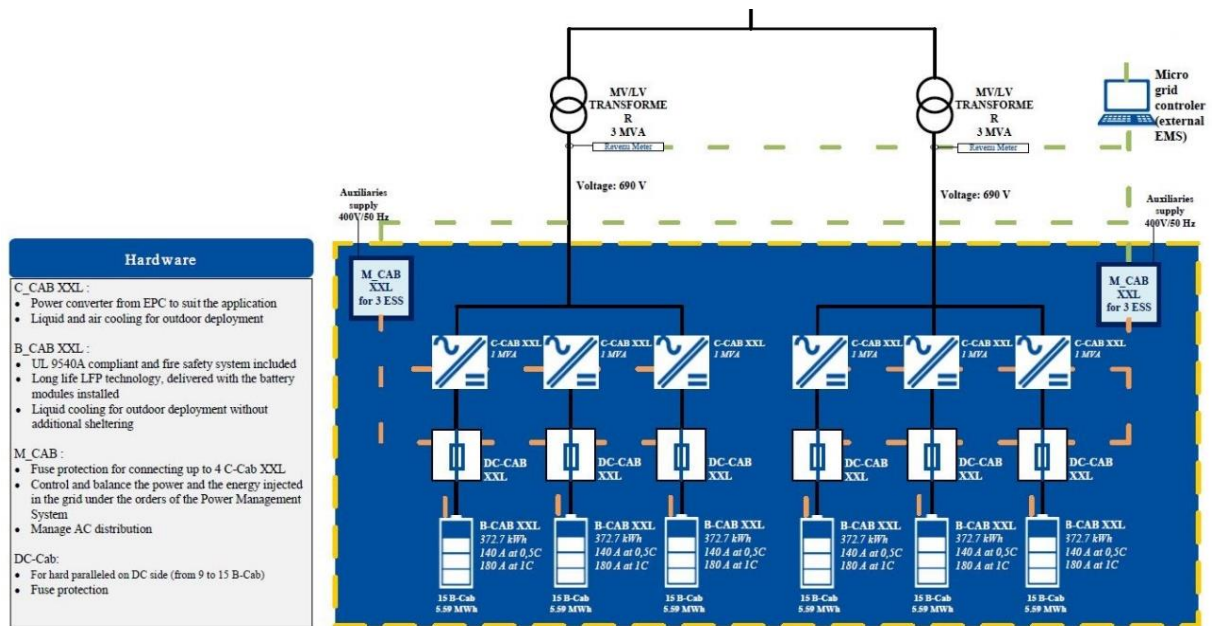 MV/LV
TRANSFORME
R
3 MVA
MV/LV
TRANSFORME
R
3 MVA
Micro
grid
controler
(external
EMS)
Meter
Meter
Voltage: 690 V
Voltage: 690 V
Auxiliaries
supply
400V/50 Hz
Auxiliaries
supply
400V/50 Hz
Hardware
C_CAB XXL :
• Power converter from EPC to suit the application
• Liquid and air cooling for outdoor deployment
B_CAB XXL :
• UL 9540A compliant and fire safety system included
• Long life LFP technology, delivered with the battery
modules installed
• Liquid cooling for outdoor deployment without
additional sheltering
M_CAB :
• Fuse protection for connecting up to 4 C-Cab XXL
• Control and balance the power and the energy injected
in the grid under the orders of the Power Management
System
• Manage AC distribution
DC-Cab:
• For hard paralleled on DC side (from 9 to 15 B-Cab)
• Fuse protection
M_CAB
XXL
for 3 ESS
M_CAB
XXL
for 3 ESS
C-CAB XXL
1 MVA
C-CAB XXL
1 MVA
C-CAB XXL
1 MVA
C-CAB XXL
1 MVA
C-CAB XXL
1 MVA
C-CAB XXL
1 MVA
DC-CAB
XXL
DC-CAB
XXL
DC-CAB
XXL
DC-CAB
XXL
DC-CAB
XXL
DC-CAB
XXL
B-CAB XXL
372.7 kWh
140 A at 0,5C
180 A at 1C
15 B-Cab
5.59 MWh
B-CAB XXL
372.7 kWh
140 A at 0,5C
180 A at 1C
15 B-Cab
5.59 MWh
B-CAB XXL
372.7 kWh
140 A at 0,5C
180 A at 1C
15 B-Cab
5.59 MWh
B-CAB XXL
372.7 kWh
140 A at 0,5C
180 A at 1C
15 B-Cab
5.59 MWh
B-CAB XXL
372.7 kWh
140 A at 0,5C
180 A at 1C
15 B-Cab
5.59 MWh
B-CAB XXL
372.7 kWh
140 A at 0,5C
180 A at 1C
15 B-Cab
5.59 MWh